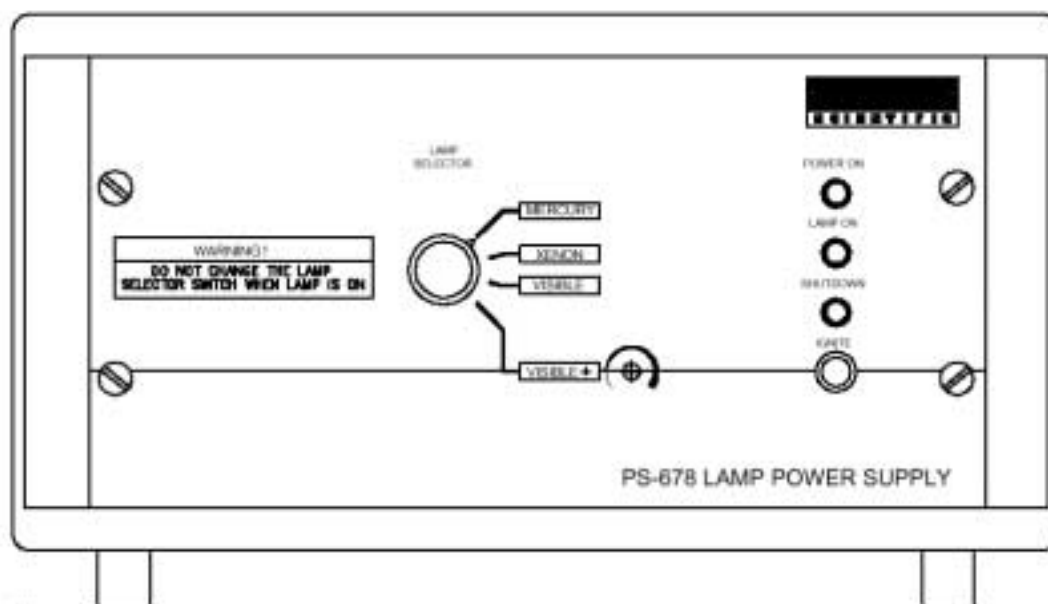 SCIENTIFIC
LAMP
SELECTOR
POWER ON
MERCURY
LAMP ON
WARNING!
DO NOT CHANGE THE LAMP
SELECTOR SWITCH WHEN LAMP IS ON
XENON
VISIBLE
SHUTDOWN
IGNITE
VISIBLE +
PS-678 LAMP POWER SUPPLY